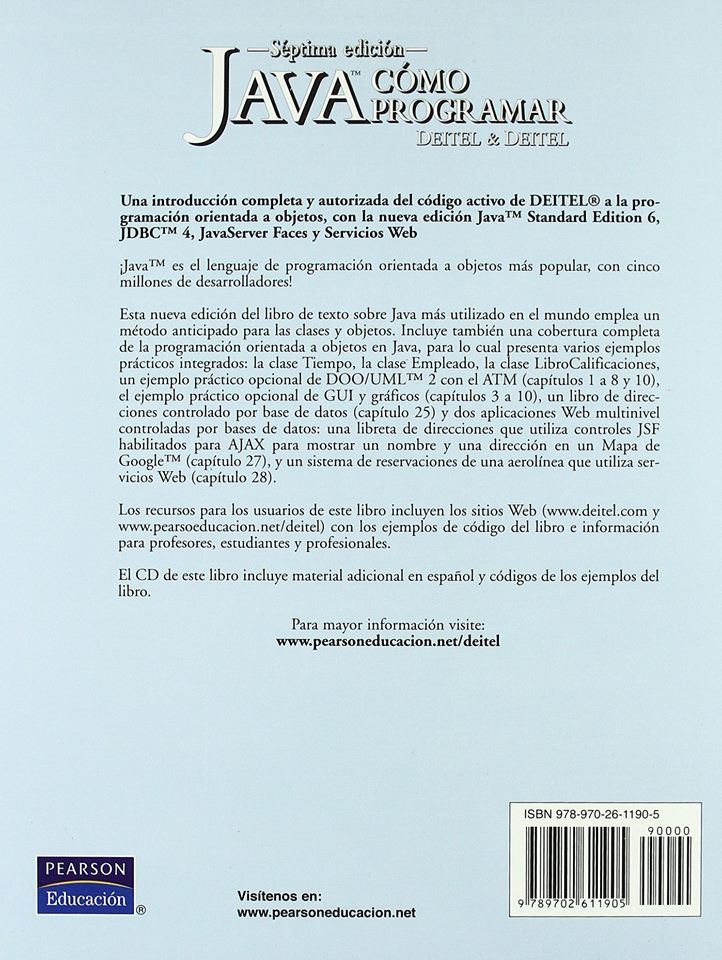 Séptima edición
JAVA™ CÓMO
PROGRAMAR
DEITEL & DEITEL
Una introducción completa y autorizada del código activo de DEITEL® a la pro-
gramación orientada a objetos, con la nueva edición Java™ Standard Edition 6,
JDBC™ 4, JavaServer Faces y Servicios Web
¡Java™ es el lenguaje de programación orientada a objetos más popular, con cinco
millones de desarrolladores!
Esta nueva edición del libro de texto sobre Java más utilizado en el mundo emplea un
método anticipado para las clases y objetos. Incluye también una cobertura completa
de la programación orientada a objetos en Java, para lo cual presenta varios ejemplos
prácticos integrados: la clase Tiempo, la clase Empleado, la clase LibroCalificaciones,
un ejemplo práctico opcional de DOO/UML™ 2 con el ATM (capítulos 1 a 8 y 10),
el ejemplo práctico opcional de GUI y gráficos (capítulos 3 a 10), un libro de direc-
ciones controlado por base de datos (capítulo 25) y dos aplicaciones Web multinivel
controladas por bases de datos: una libreta de direcciones que utiliza controles JSF
habilitados para AJAX para mostrar un nombre y una dirección en un Mapa de
Google™ (capítulo 27), y un sistema de reservaciones de una aerolínea que utiliza ser-
vicios Web (capítulo 28).
Los recursos para los usuarios de este libro incluyen los sitios Web (www.deitel.com y
www.pearsoeducacion.net/deitel) con los ejemplos de código del libro e información
para profesores, estudiantes y profesionales.
El CD de este libro incluye material adicional en español y códigos de los ejemplos del
libro.
Para mayor información visite:
www.pearsoneducacion.net/deitel
ISBN 978-970-26-1190-5
90000
9 789702 611905
PEARSON
Educación®
Visítenos en:
www.pearsoneducacion.net